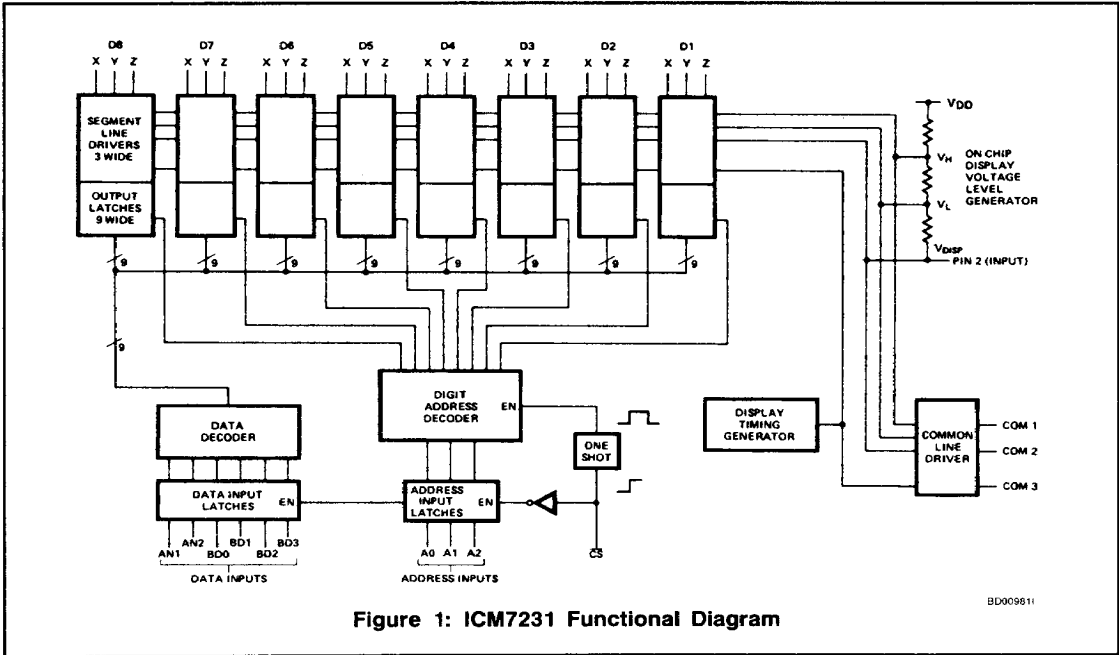 D8 D7 D6 D5 D4 D3 D2 D1
X Y Z X Y Z X Y Z X Y Z X Y Z X Y Z X Y Z X Y Z
SEGMENT
LINE
DRIVERS
3 WIDE
OUTPUT
LATCHES
9 WIDE
VDD
VH
ON CHIP
DISPLAY
VOLTAGE
LEVEL
GENERATOR
VL
VDISP
PIN 2 (INPUT)
9 9 9 9 9 9 9 9
9
DIGIT
ADDRESS
DECODER
EN
DATA
DECODER
ONE
SHOT
DISPLAY
TIMING
GENERATOR
COMMON
LINE
DRIVER
COM 1
COM 2
COM 3
DATA INPUT
LATCHES
EN
ADDRESS
INPUT
LATCHES
EN
AN1 AN2 BD0 BD1 BD2 BD3
DATA INPUTS
A0 A1 A2
ADDRESS INPUTS
C̅S̅
BD00981I
Figure 1: ICM7231 Functional Diagram